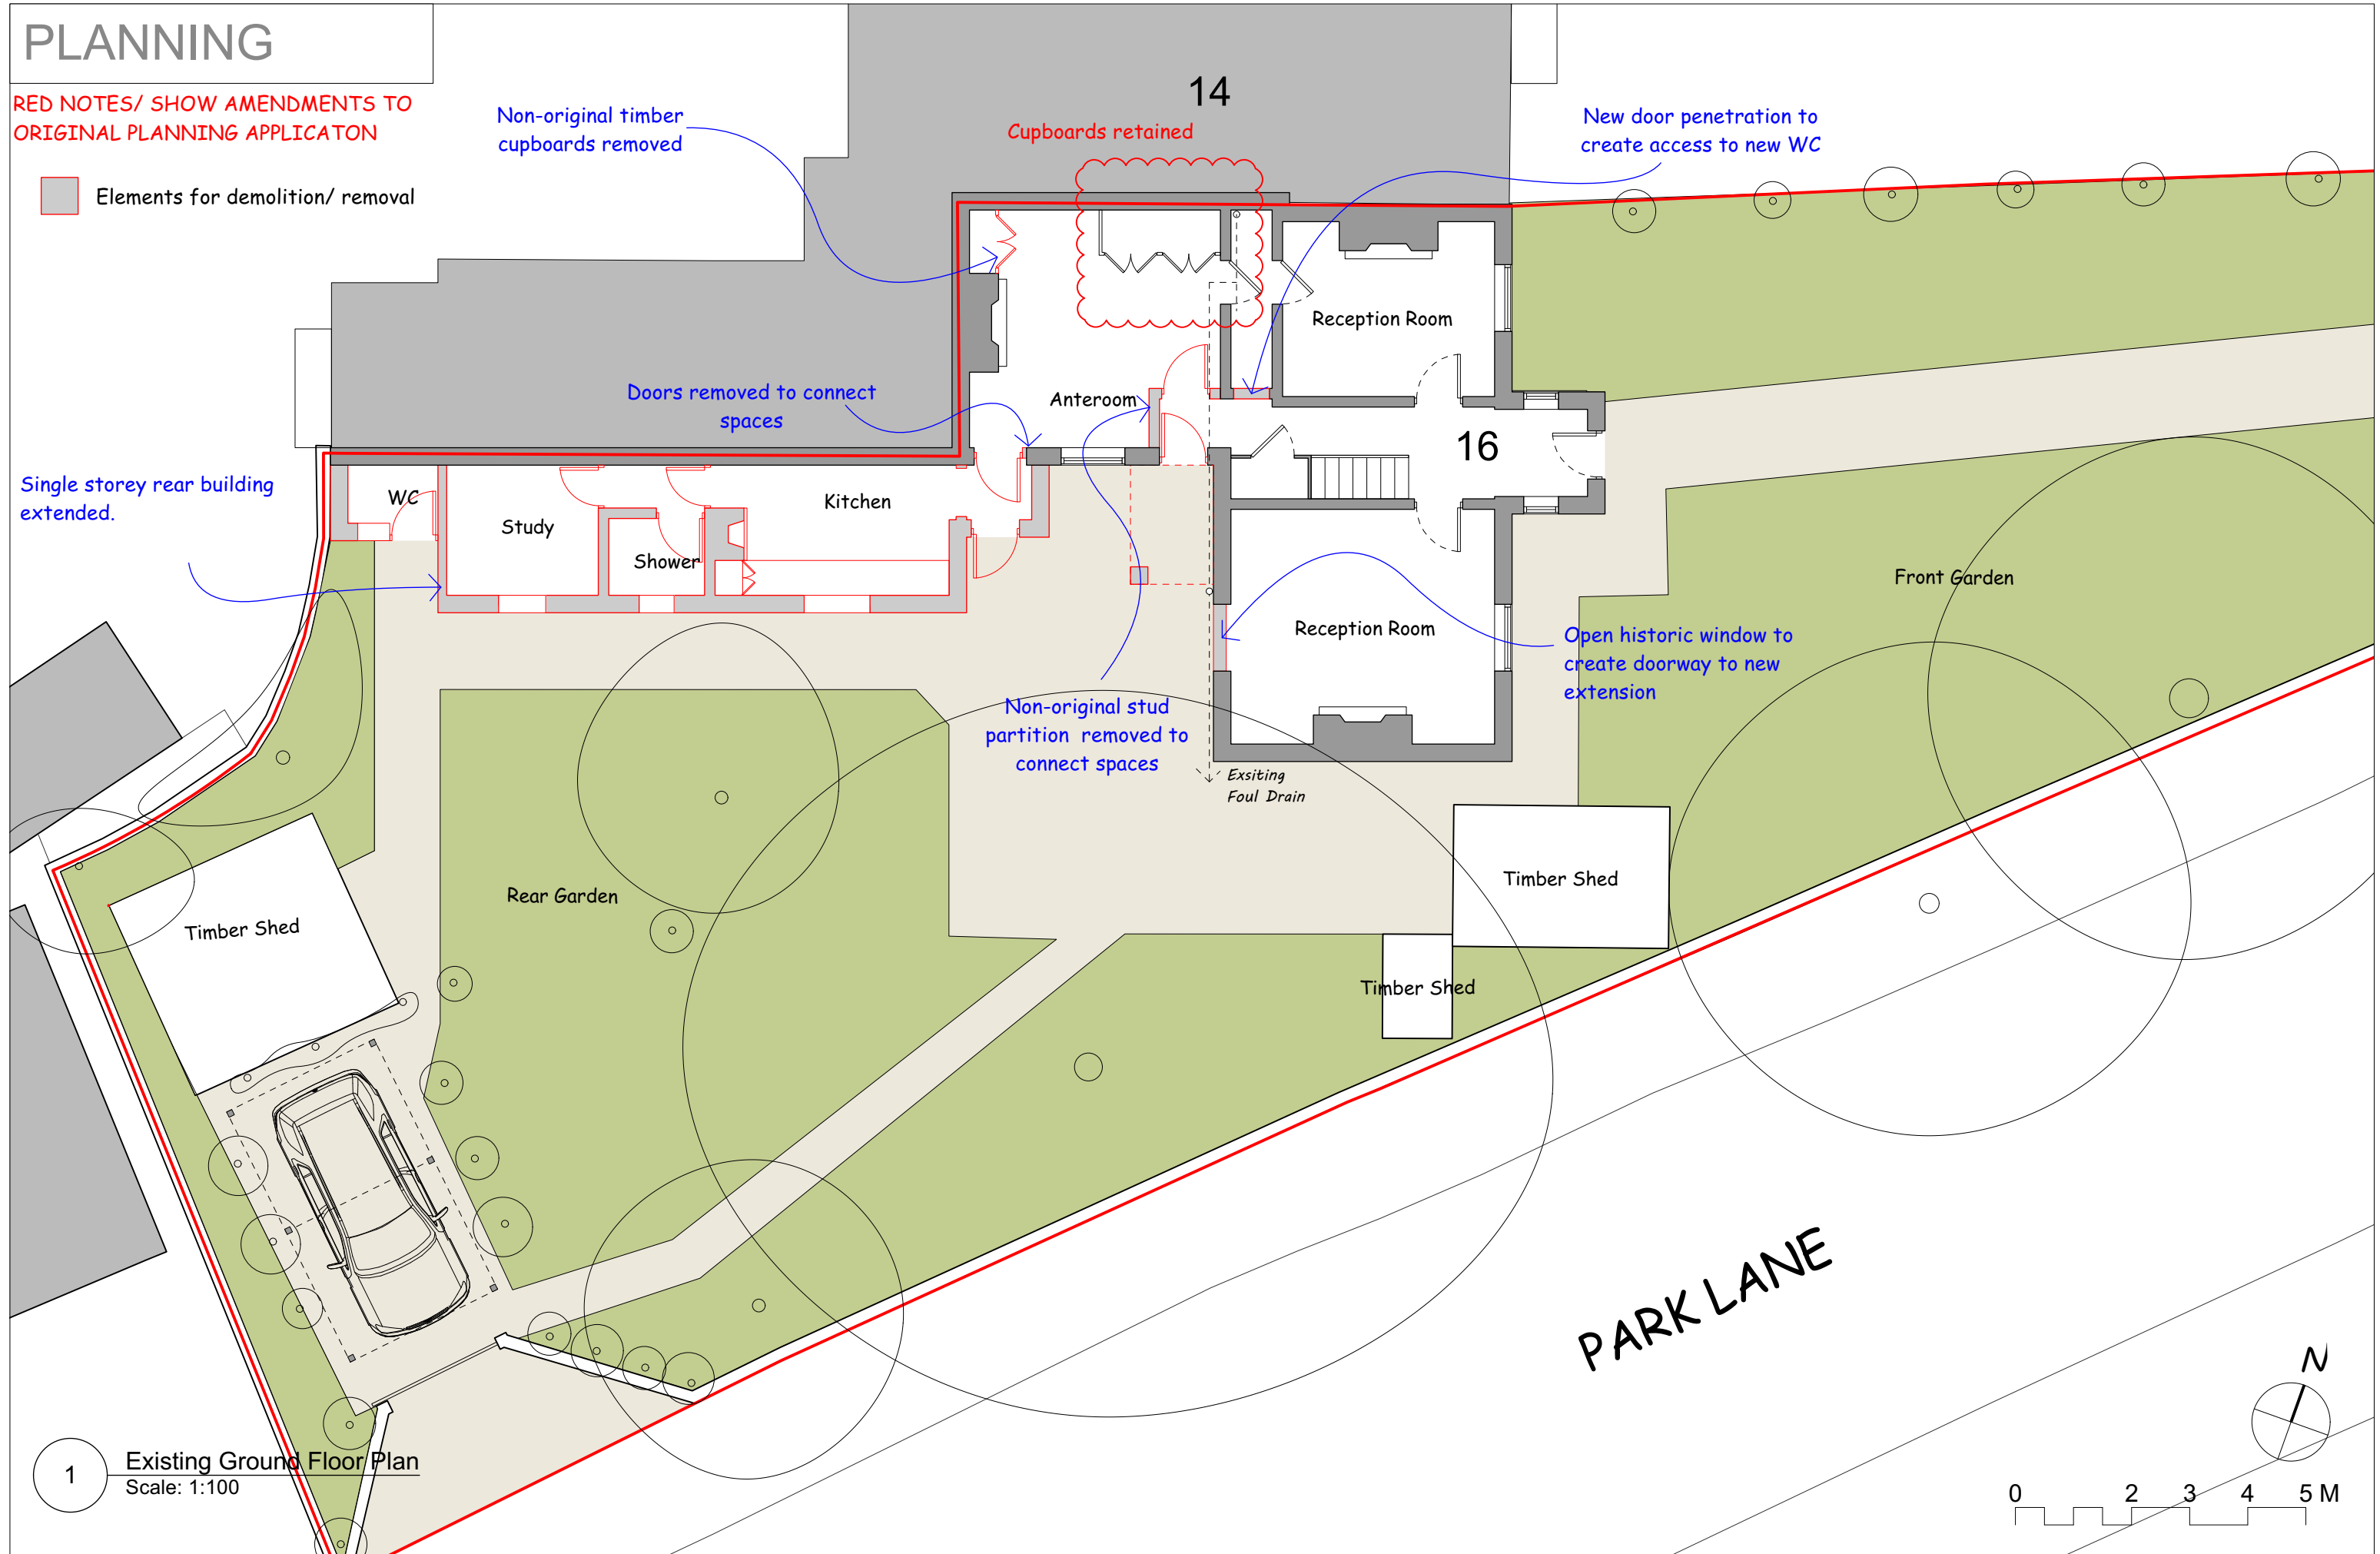 PLANNING
RED NOTES/ SHOW AMENDMENTS TO
ORIGINAL PLANNING APPLICATON
Elements for demolition/ removal
Non-original timber
cupboards removed
14
Cupboards retained
New door penetration to
create access to new WC
Reception Room
Doors removed to connect
spaces
Anteroom
16
Single storey rear building
extended.
WC
Study
Shower
Kitchen
Front Garden
Reception Room
Open historic window to
create doorway to new
extension
Non-original stud
partition removed to
connect spaces
Exsiting
Foul Drain
Timber Shed
Rear Garden
Timber Shed
Timber Shed
PARK LANE
N
1
Existing Ground Floor Plan
Scale: 1:100
0 2 3 4 5 M